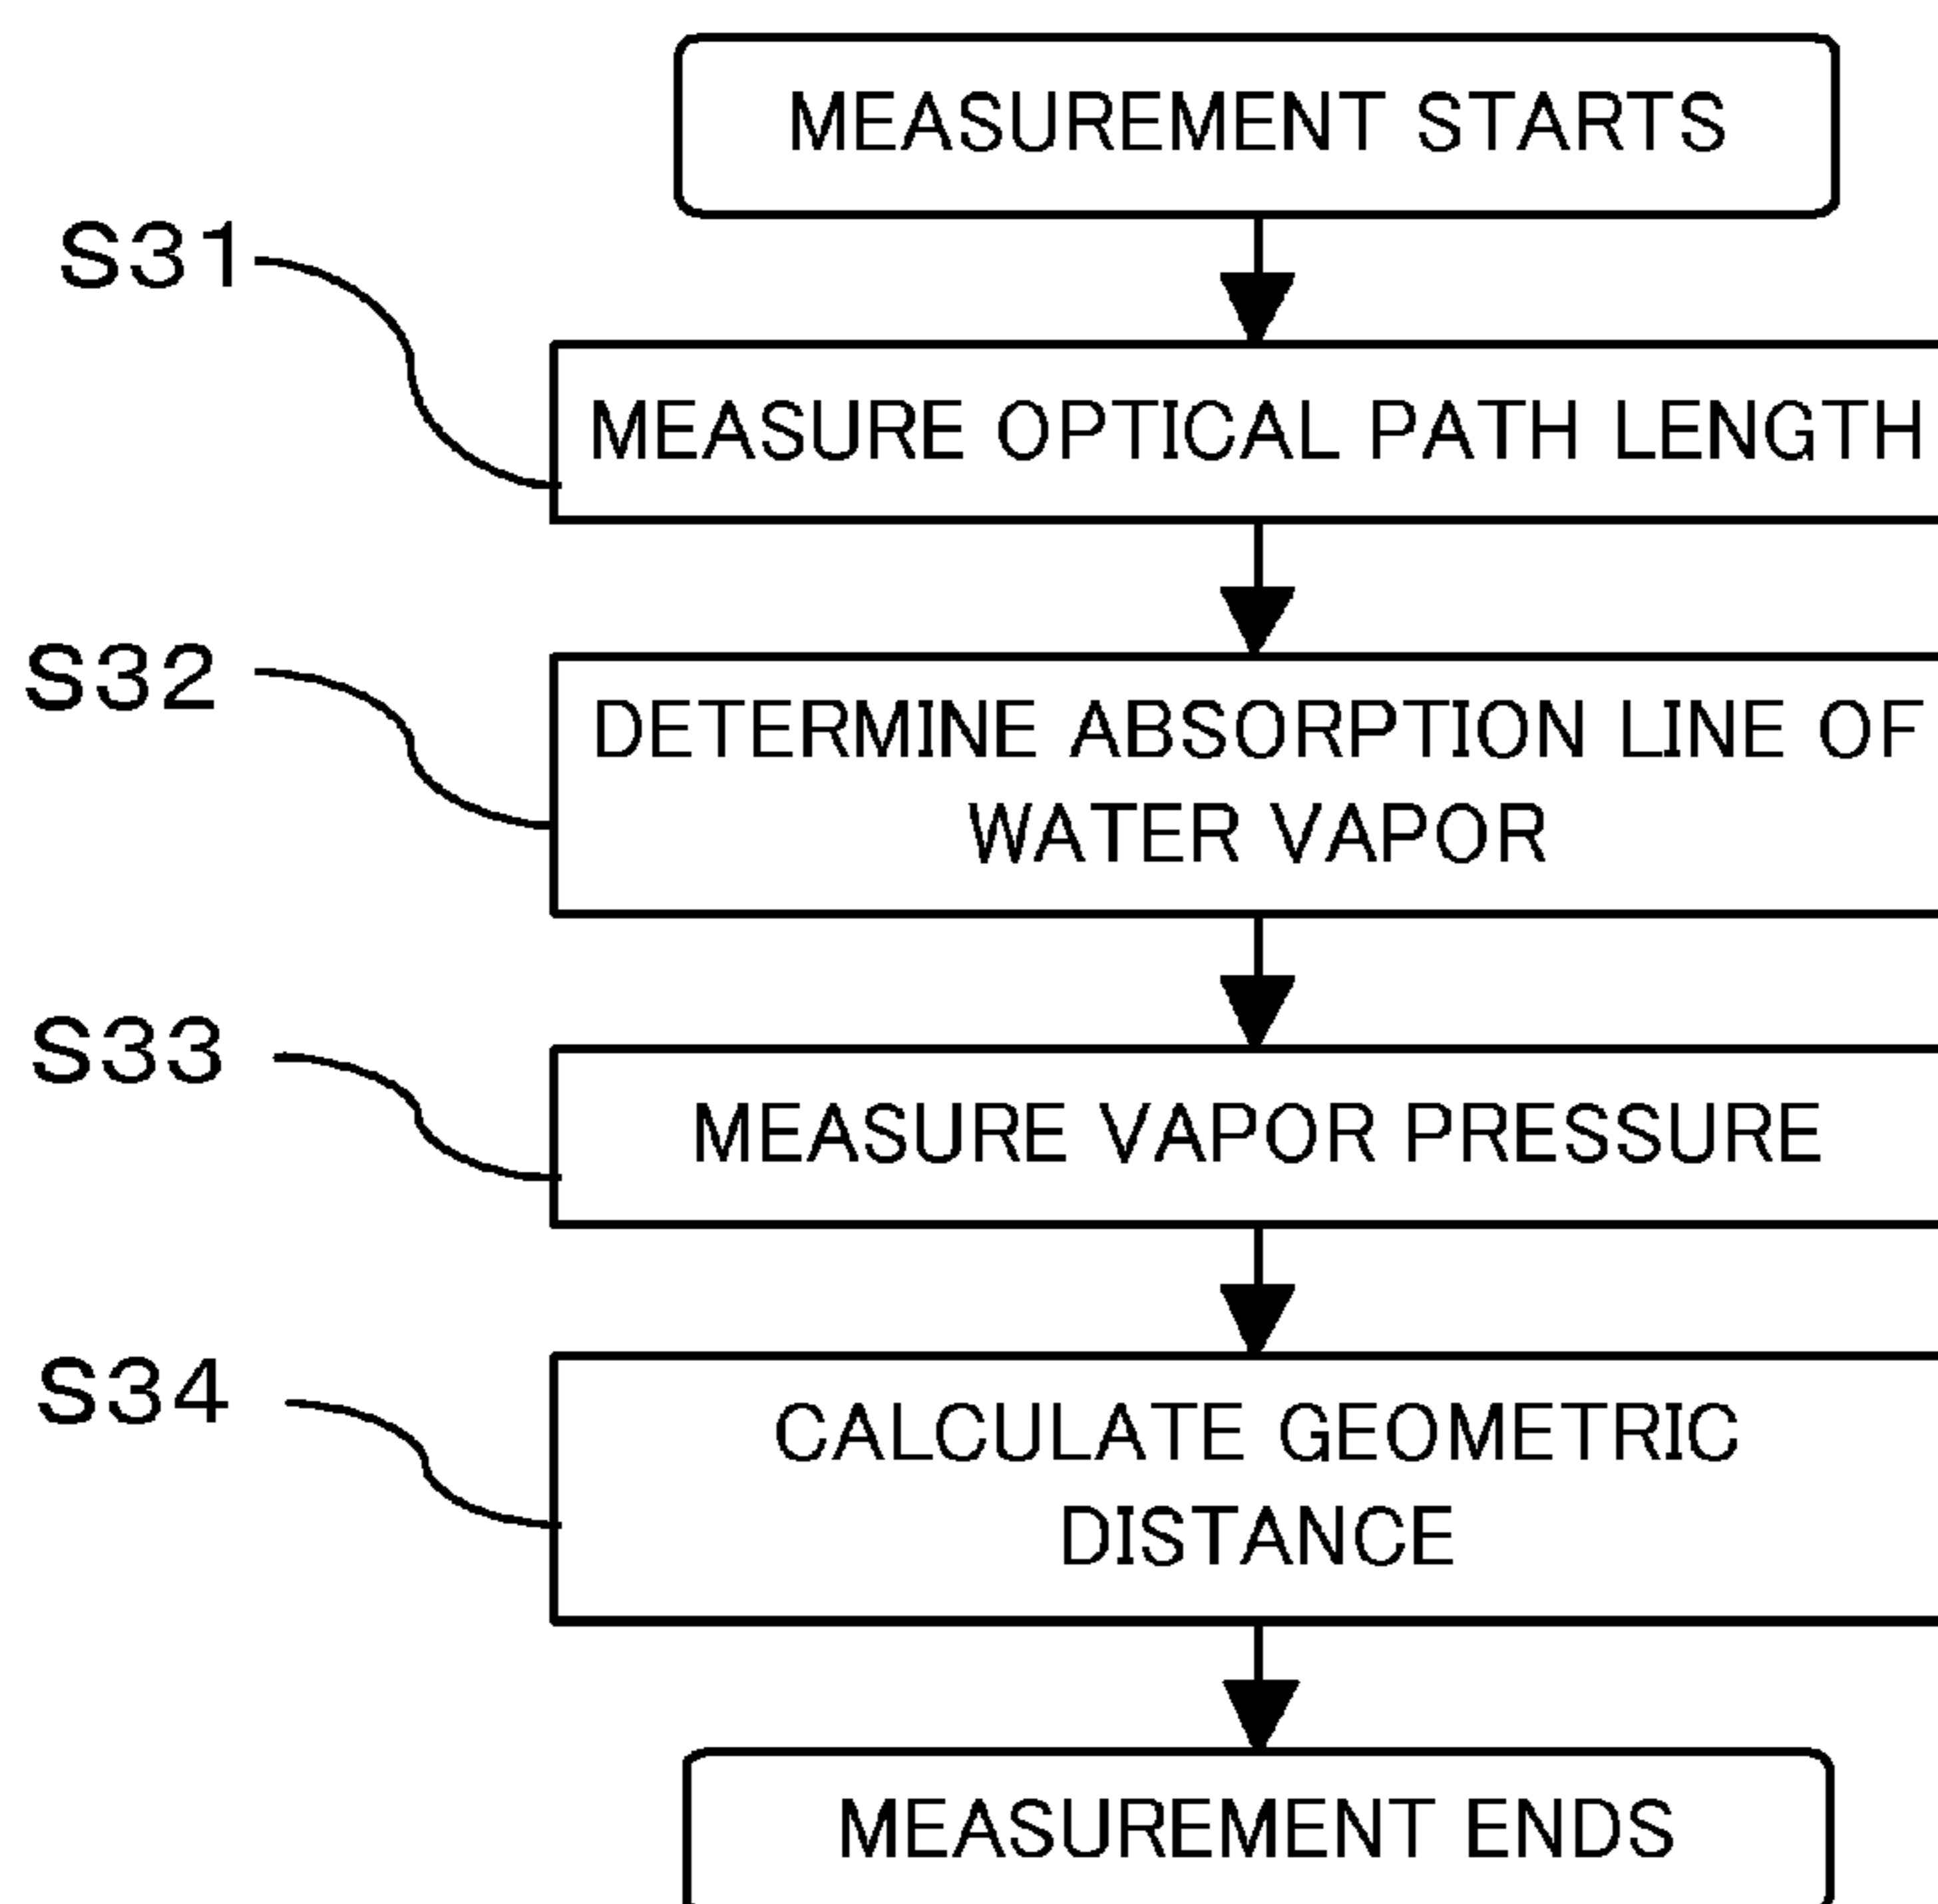 MEASUREMENT STARTS
S31
MEASURE OPTICAL PATH LENGTH
S32
DETERMINE ABSORPTION LINE OF
WATER VAPOR
S33
MEASURE VAPOR PRESSURE
S34
CALCULATE GEOMETRIC
DISTANCE
MEASUREMENT ENDS